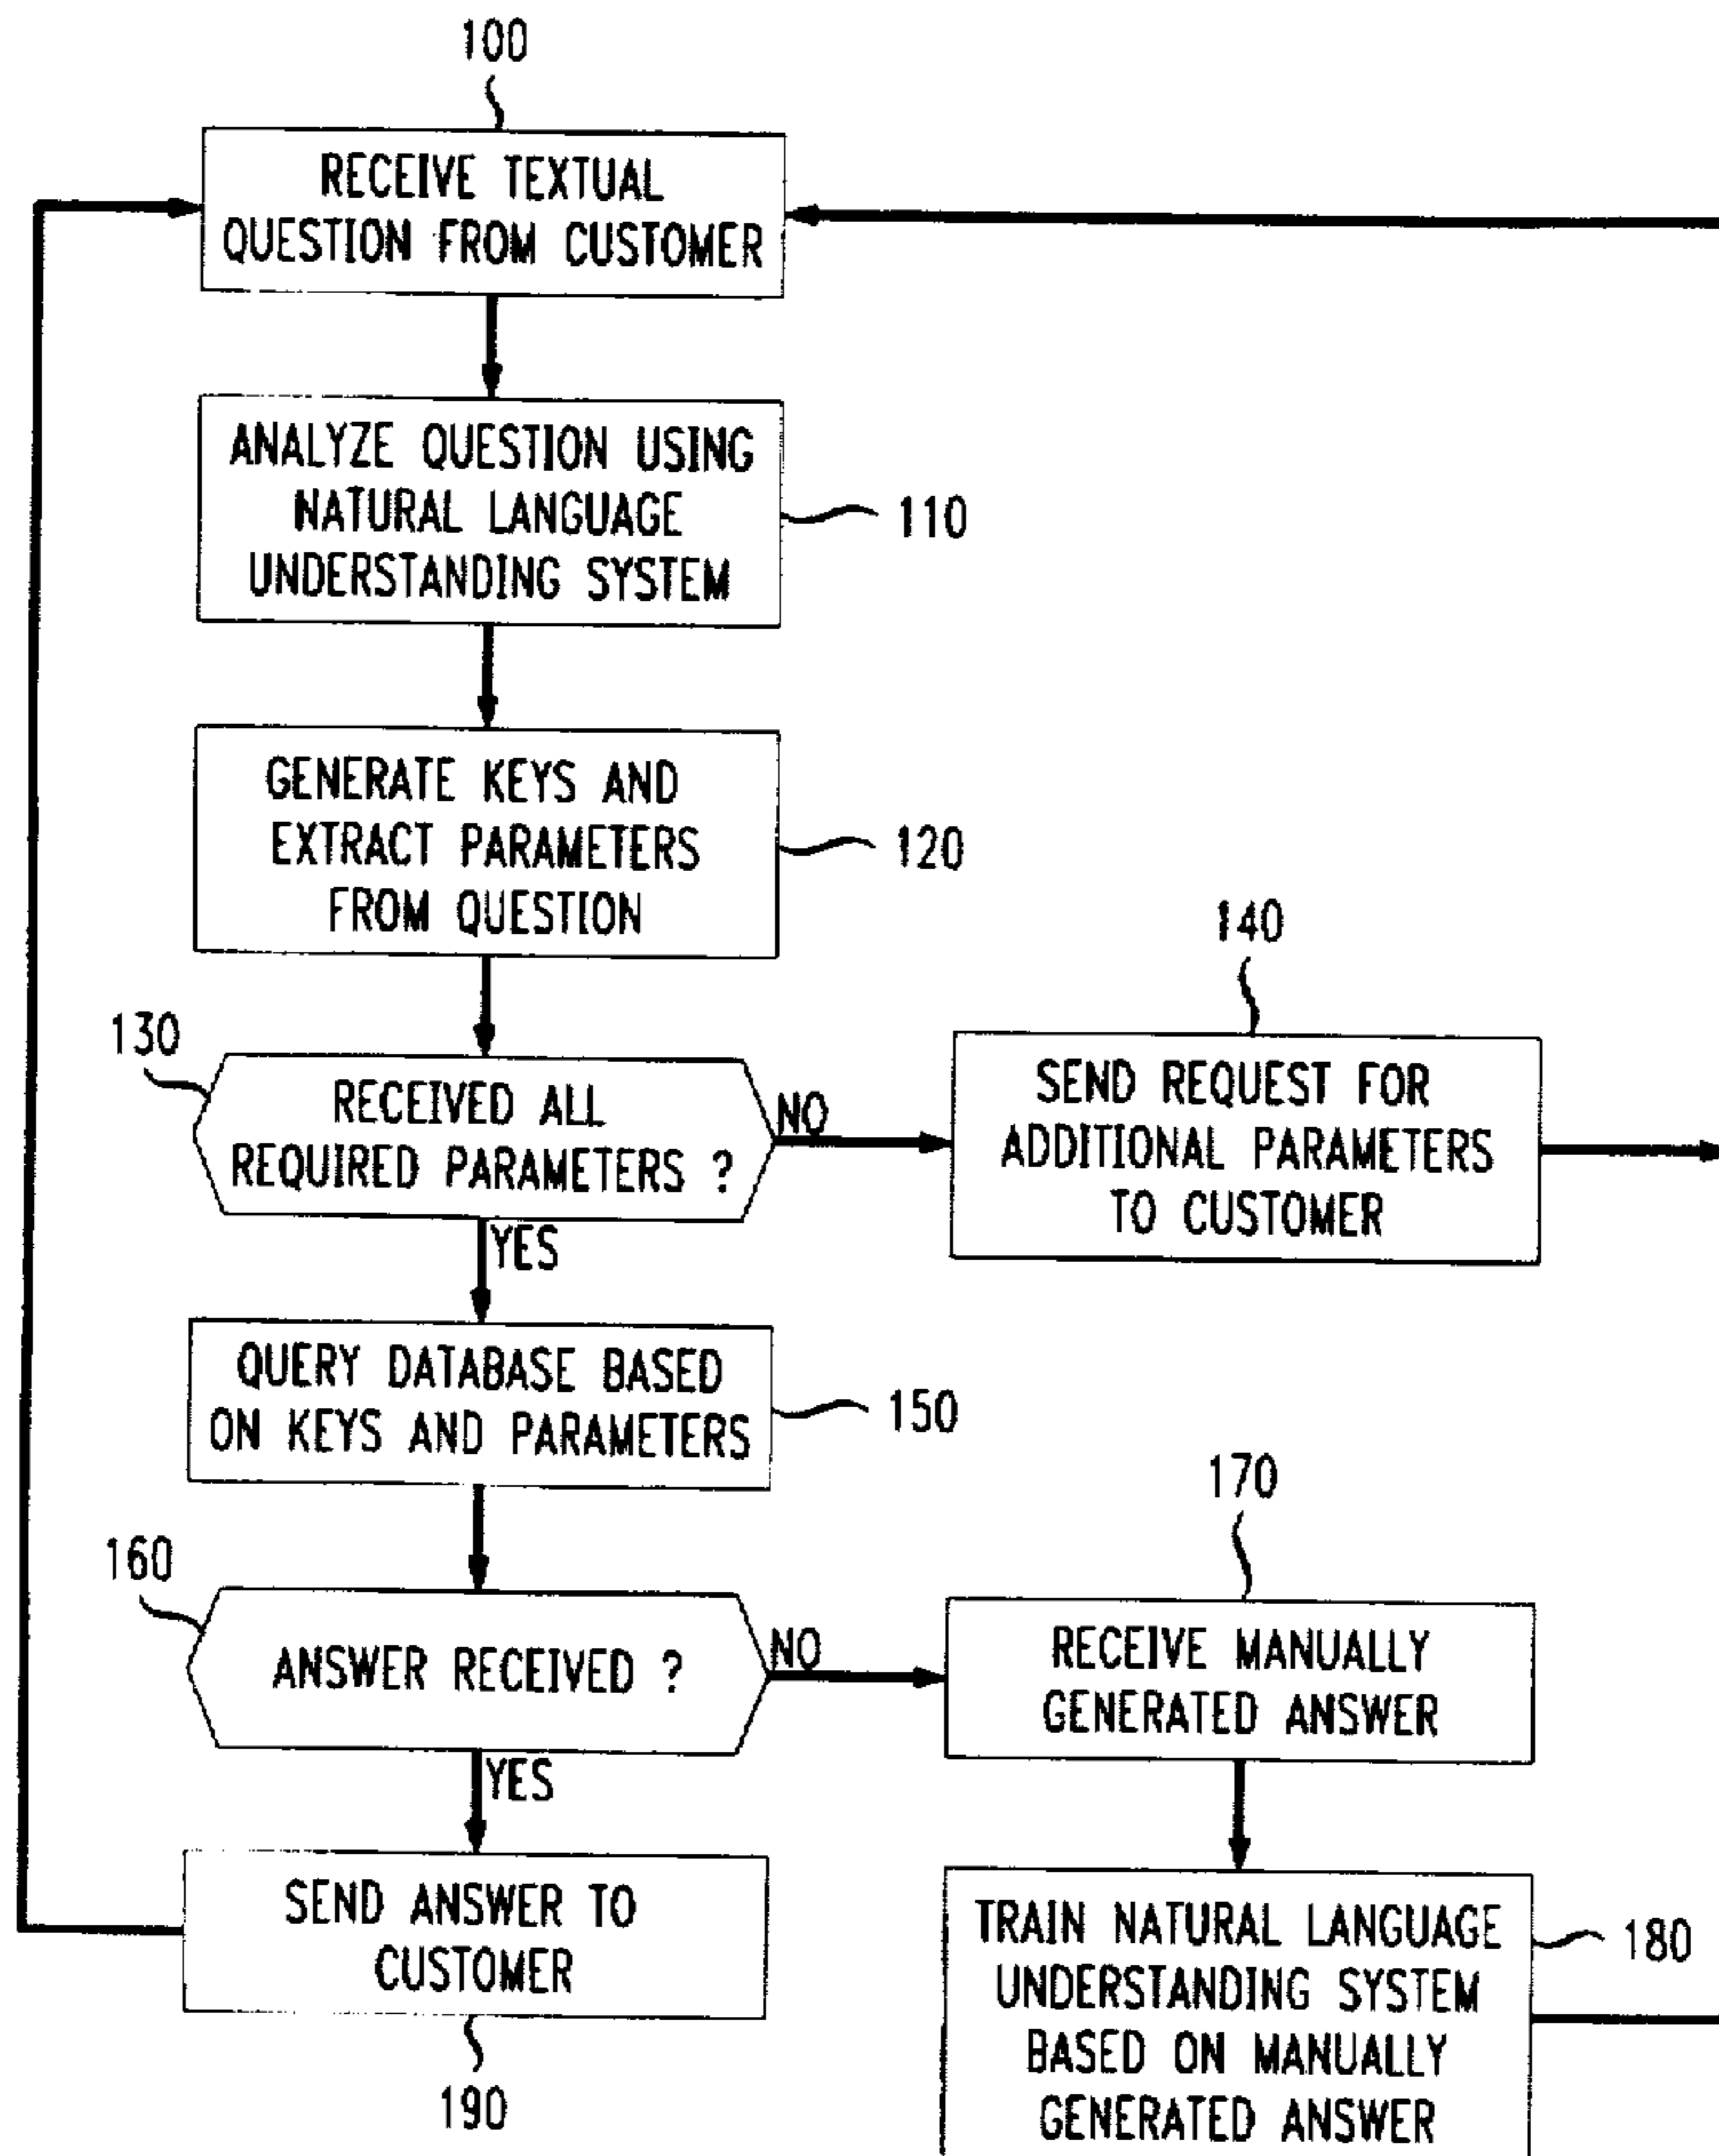 100
RECEIVE TEXTUAL
QUESTION FROM CUSTOMER
ANALYZE QUESTION USING
NATURAL LANGUAGE
UNDERSTANDING SYSTEM
110
GENERATE KEYS AND
EXTRACT PARAMETERS
FROM QUESTION
120
130
RECEIVED ALL
REQUIRED PARAMETERS ?
NO
YES
140
SEND REQUEST FOR
ADDITIONAL PARAMETERS
TO CUSTOMER
QUERY DATABASE BASED
ON KEYS AND PARAMETERS
150
160
ANSWER RECEIVED ?
NO
YES
170
RECEIVE MANUALLY
GENERATED ANSWER
SEND ANSWER TO
CUSTOMER
190
TRAIN NATURAL LANGUAGE
UNDERSTANDING SYSTEM
BASED ON MANUALLY
GENERATED ANSWER
180